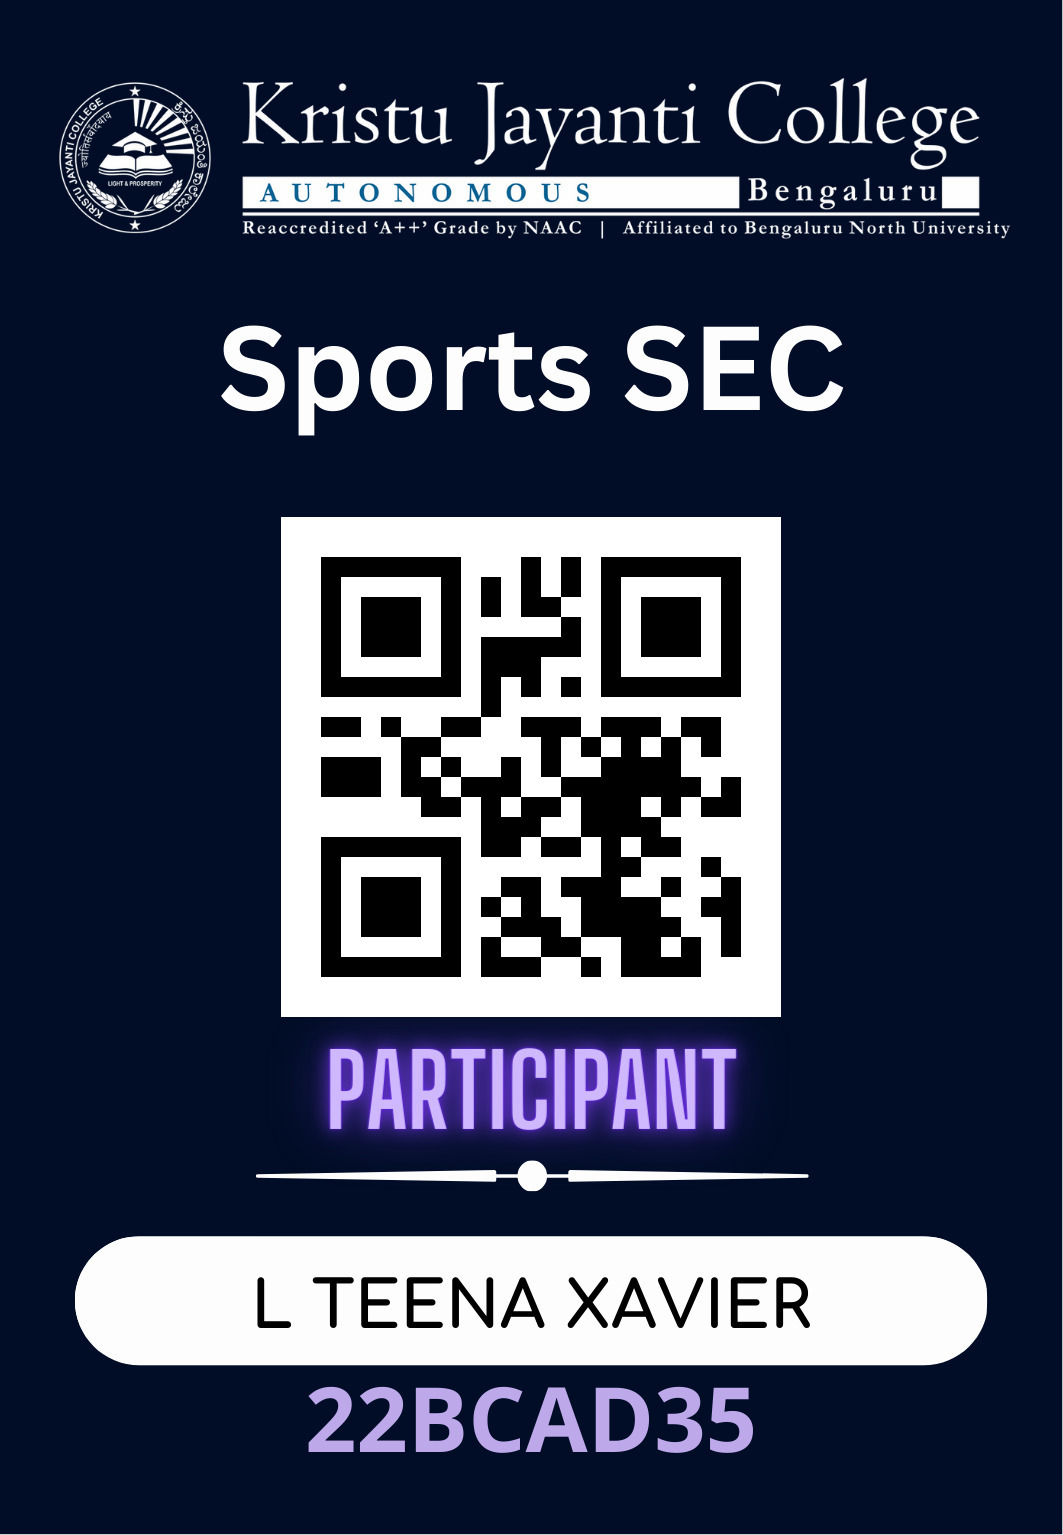 Kristu Jayanti College
AUTONOMOUS Bengaluru
Reaccredited ‘A++’ Grade by NAAC | Affiliated to Bengaluru North University
KRISTU JAYANTI COLLEGE
LIGHT & PROSPERITY
Sports SEC
PARTICIPANT
L TEENA XAVIER
22BCAD35